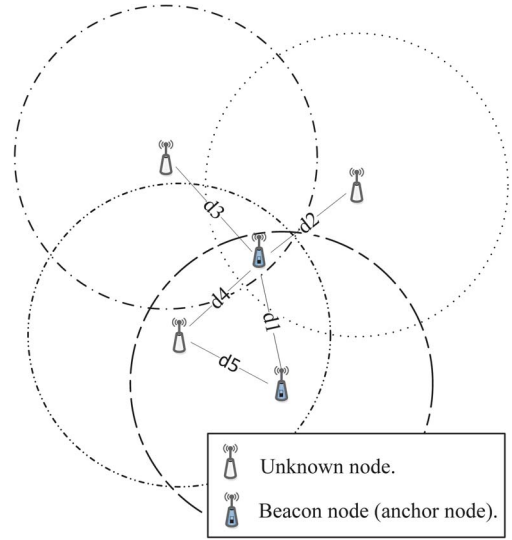 d3
d2
d4
d1
d5
Unknown node.
Beacon node (anchor node).